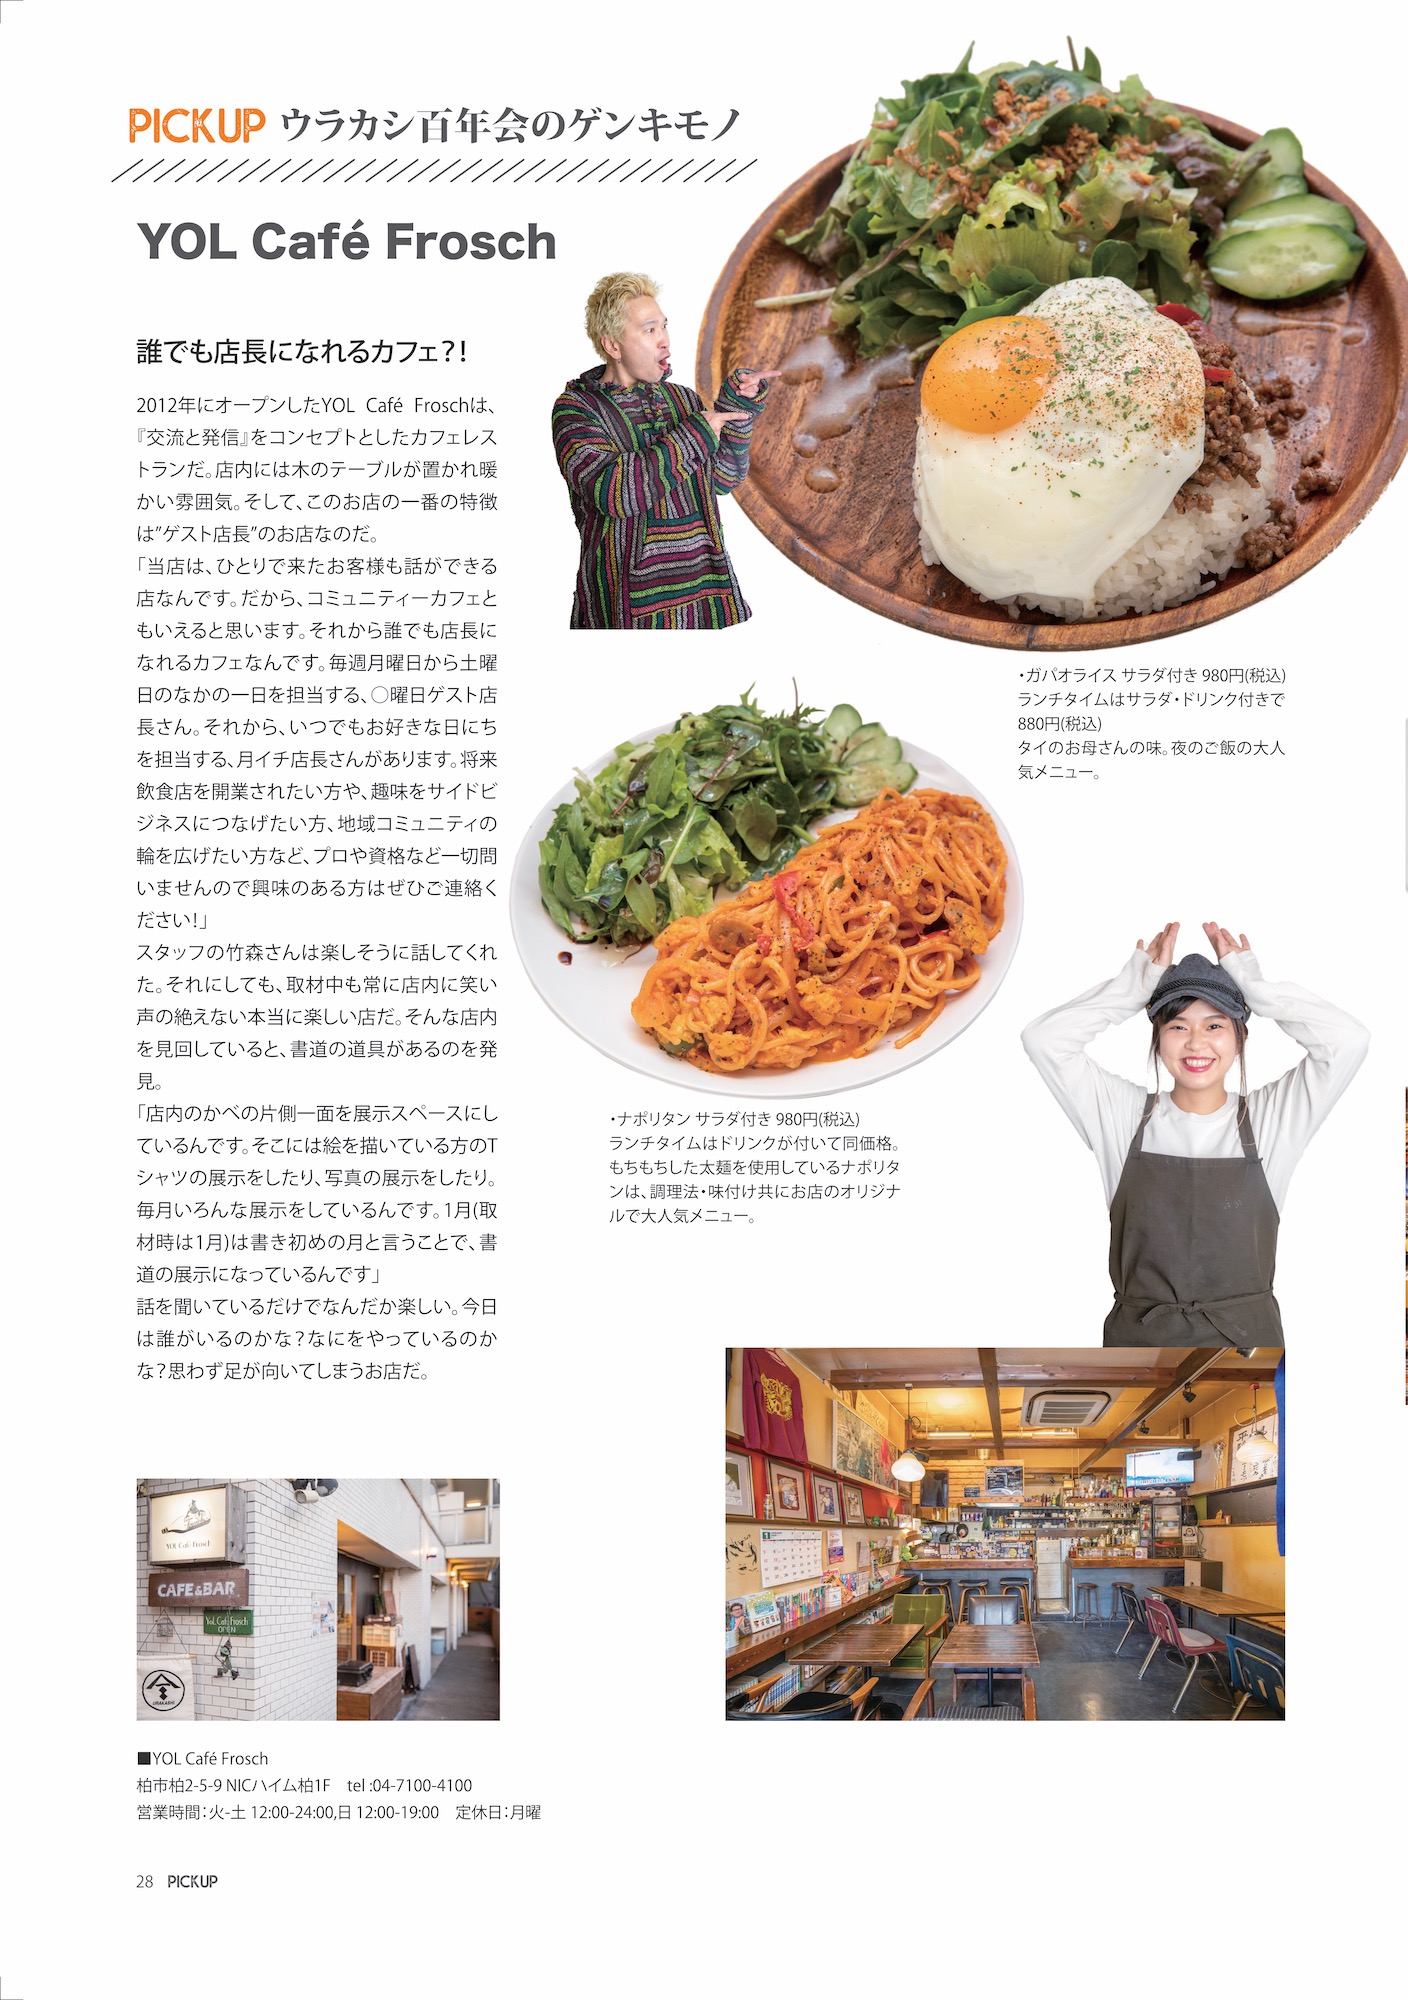 PICKUP ウラカシ百年会のゲンキモノ
YOL Café Frosch
誰でも店長になれるカフェ?!
2012年にオープンしたYOL Café Froschは、
『交流と発信』をコンセプトとしたカフェレス
トランだ。店内には木のテーブルが置かれ暖
かい雰囲気。そして、このお店の一番の特徴
は”ゲスト店長”のお店なのだ。
「当店は、ひとりで来たお客様も話ができる
店なんです。だから、コミュニティーカフェと
もいえると思います。それから誰でも店長に
なれるカフェなんです。毎週月曜日から土曜
日のなかの一日を担当する、○曜日ゲスト店
長さん。それから、いつでもお好きな日にち
を担当する、月イチ店長さんがあります。将来
飲食店を開業されたい方や、趣味をサイドビ
ジネスにつなげたい方、地域コミュニティの
輪を広げたい方など、プロや資格など一切問
いませんので興味のある方はぜひご連絡く
ださい!」
スタッフの竹森さんは楽しそうに話してくれ
た。それにしても、取材中も常に店内に笑い
声の絶えない本当に楽しい店だ。そんな店内
を見回していると、書道の道具があるのを発
見。
「店内のかべの片側一面を展示スペースにし
ているんです。そこには絵を描いている方のT
シャツの展示をしたり、写真の展示をしたり。
毎月いろんな展示をしているんです。1月(取
材時は1月)は書き初めの月と言うことで、書
道の展示になっているんです」
話を聞いているだけでなんだか楽しい。今日
は誰がいるのかな?なにをやっているのか
な?思わず足が向いてしまうお店だ。
・ガパオライス サラダ付き 980円(税込)
ランチタイムはサラダ・ドリンク付きで
880円(税込)
タイのお母さんの味。夜のご飯の大人
気メニュー。
・ナポリタン サラダ付き 980円(税込)
ランチタイムはドリンクが付いて同価格。
もちもちした太麺を使用しているナポリタ
ンは、調理法・味付け共にお店のオリジナ
ルで大人気メニュー。
YOL Café Frosch
CAFE&BAR
Yol Café Frosch
OPEN
URAKASHI
■YOL Café Frosch
柏市柏2-5-9 NICハイム柏1F tel :04-7100-4100
営業時間：火-土 12:00-24:00,日 12:00-19:00 定休日：月曜
28 PICKUP